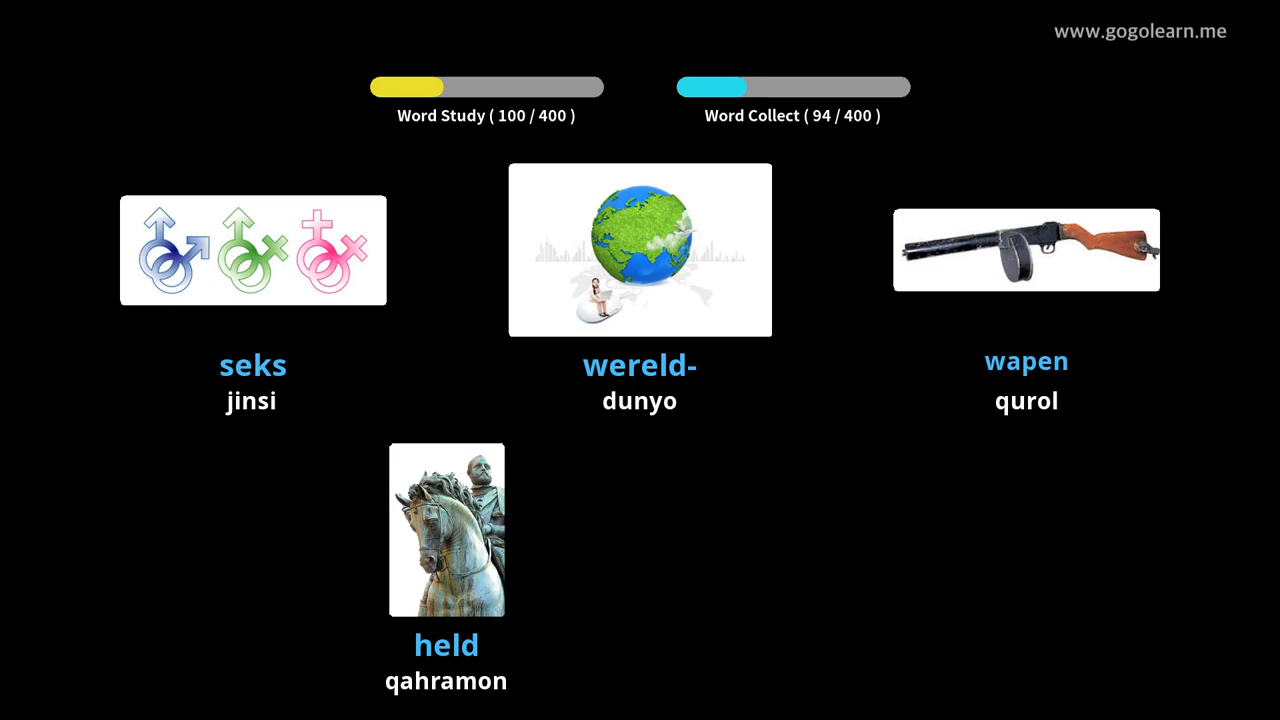 www.gogolearn.me
Word Study ( 100 / 400 )
Word Collect ( 94 / 400 )
seks
jinsi
wereld-
dunyo
wapen
qurol
held
qahramon